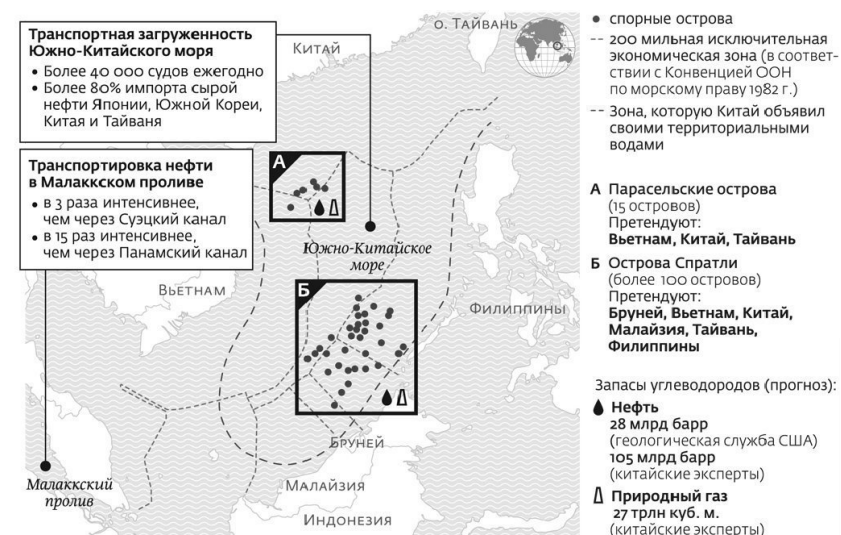 Транспортная загруженность
Южно-Китайского моря
• Более 40 000 судов ежегодно
• Более 80% импорта сырой
нефти Японии, Южной Кореи,
Китая и Тайваня
Транспортировка нефти
в Малаккском проливе
• в 3 раза интенсивнее,
чем через Суэцкий канал
• в 15 раз интенсивнее,
чем через Панамский канал
Китай
о. Тайвань
А
Южно-Китайское
море
Вьетнам
Б
Филиппины
Бруней
Малаккский
пролив
Малайзия
Индонезия
спорные острова
200 мильная исключительная
экономическая зона (в соответ-
ствии с Конвенцией ООН
по морскому праву 1982 г.)
Зона, которую Китай объявил
своими территориальными
водами
А Парасельские острова
(15 островов)
Претендуют:
Вьетнам, Китай, Тайвань
Б Острова Спратли
(более 100 островов)
Претендуют:
Бруней, Вьетнам, Китай,
Малайзия, Тайвань,
Филиппины
Запасы углеводородов (прогноз):
Нефть
28 млрд барр
(геологическая служба США)
105 млрд барр
(китайские эксперты)
Природный газ
27 трлн куб. м.
(китайские эксперты)